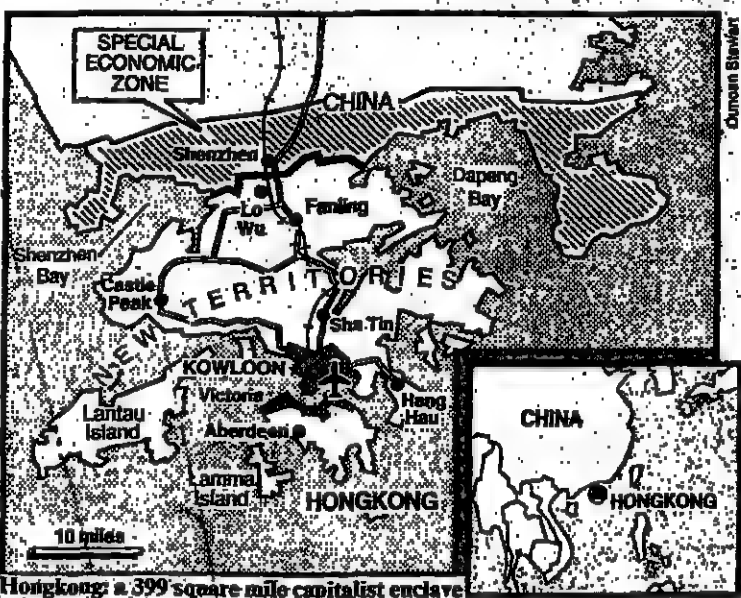 SPECIAL
ECONOMIC
ZONE
CHINA
Shenzhen
Dapeng
Bay
Lo
Wu
Fanling
Shenzhen
Bay
Castle
Peak
NEW TERRITORIES
Sha Tin
KOWLOON
Victoria
Hang
Hau
Lantau
Island
Aberdeen
Lamma
Island
HONGKONG
10 miles
CHINA
HONGKONG
Hongkong: a 399 square mile capitalist enclave